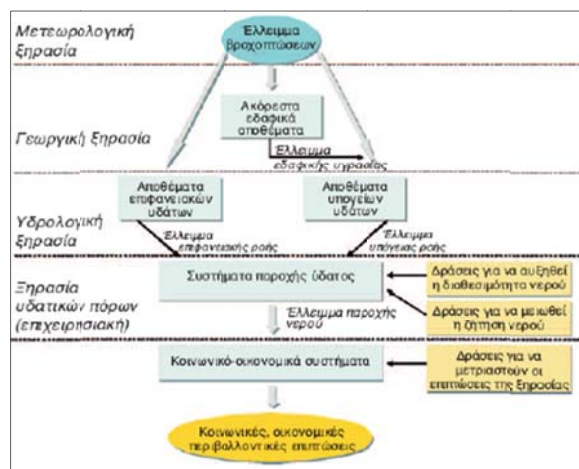 Μετεωρολογική
ξηρασία
Έλλειμμα
βροχοπτώσεων
Ακόρεστα
εδαφικά
αποθέματα
Γεωργική ξηρασία
Έλλειμμα
εδαφικής υγρασίας
Αποθέματα
επιφανειακών
υδάτων
Αποθέματα
υπογείων
υδάτων
Υδρολογική
ξηρασία
Έλλειμμα
επιφανειακής ροής
Έλλειμμα
υπόγειας ροής
Ξηρασία
υδατικών πόρων
(επιχειρησιακή)
Συστήματα παροχής ύδατος
Δράσεις για να αυξηθεί
η διαθεσιμότητα νερού
Έλλειμμα παροχής
νερού
Δράσεις για να μειωθεί
η ζήτηση νερού
Κοινωνικο-οικονομικά συστήματα
Δράσεις για να
μετριαστούν οι
επιπτώσεις της ξηρασίας
Κοινωνικές, οικονομικές
περιβαλλοντικές επιπτώσεις